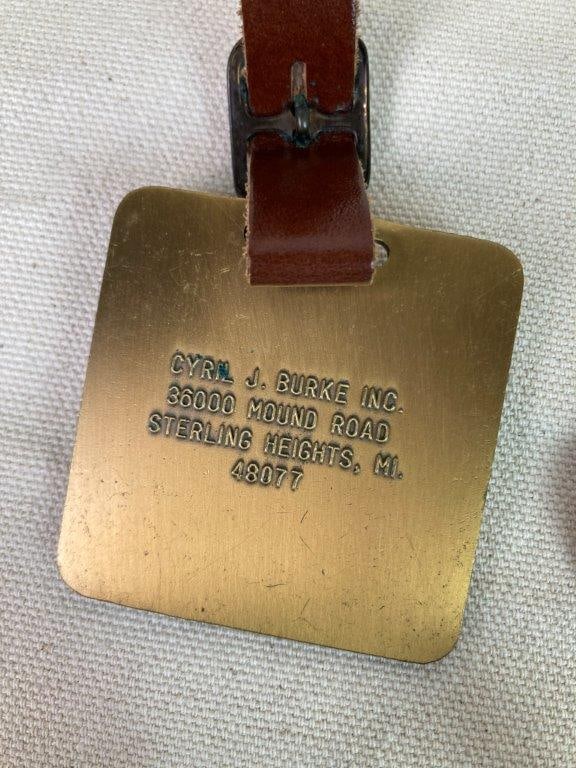 CYRIL J. BURKE INC.
36000 MOUND ROAD
STERLING HEIGHTS, MI.
48077